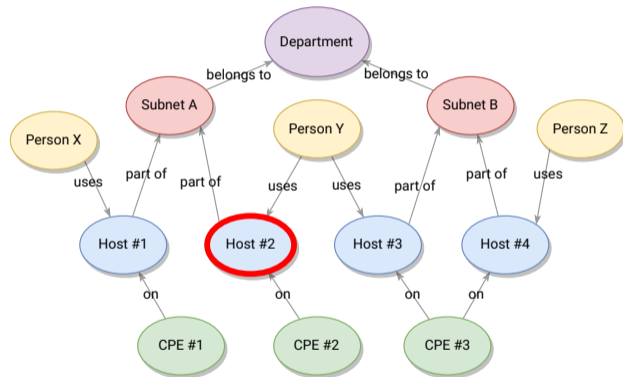 Department
belongs to
belongs to
Subnet A
Subnet B
Person X
Person Y
Person Z
uses
part of
part of
uses
uses
part of
part of
uses
Host #1
Host #2
Host #3
Host #4
on
on
on
on
CPE #1
CPE #2
CPE #3